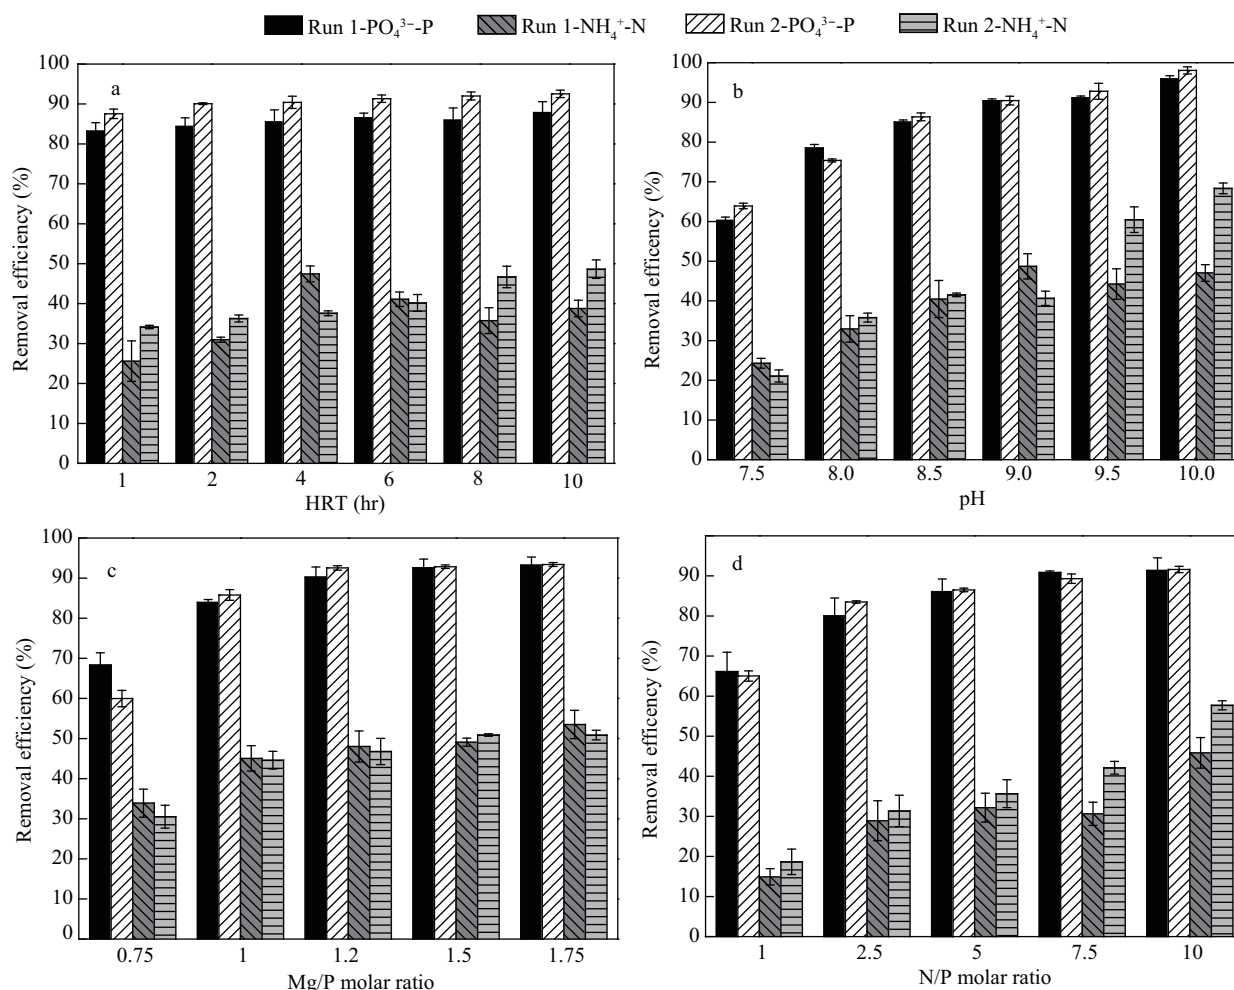 Run 1-PO₄³⁻-P Run 1-NH₄⁺-N Run 2-PO₄³⁻-P Run 2-NH₄⁺-N
a
Removal efficiency (%)
100
90
80
70
60
50
40
30
20
10
0
1 2 4 6 8 10
HRT (hr)
b
Removal efficency (%)
100
90
80
70
60
50
40
30
20
10
0
7.5 8.0 8.5 9.0 9.5 10.0
pH
c
Removal efficiency (%)
100
90
80
70
60
50
40
30
20
10
0
0.75 1 1.2 1.5 1.75
Mg/P molar ratio
d
Removal efficency (%)
90
80
70
60
50
40
30
20
10
0
1 2.5 5 7.5 10
N/P molar ratio